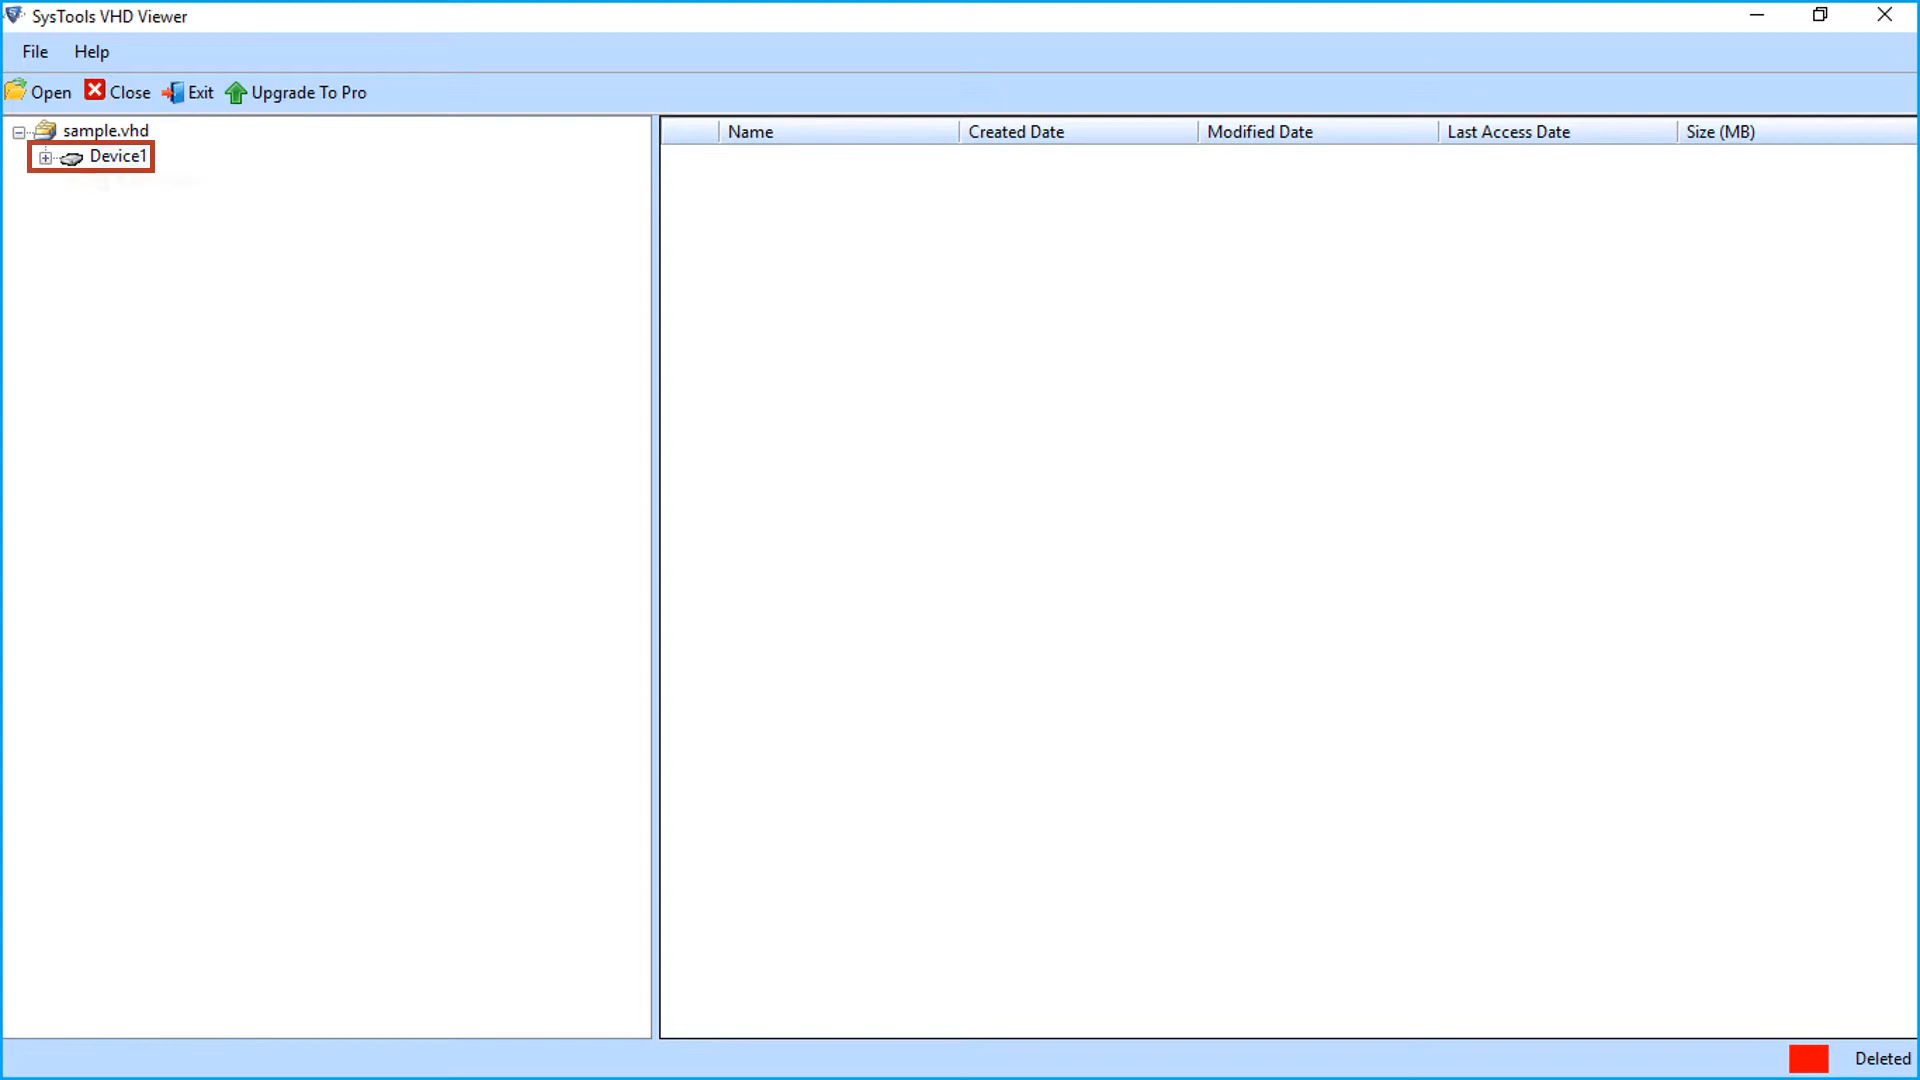 SysTools VHD Viewer
File Help
Open Close Exit Upgrade To Pro
sample.vhd
Device1
Name Created Date Modified Date Last Access Date Size (MB)
Deleted